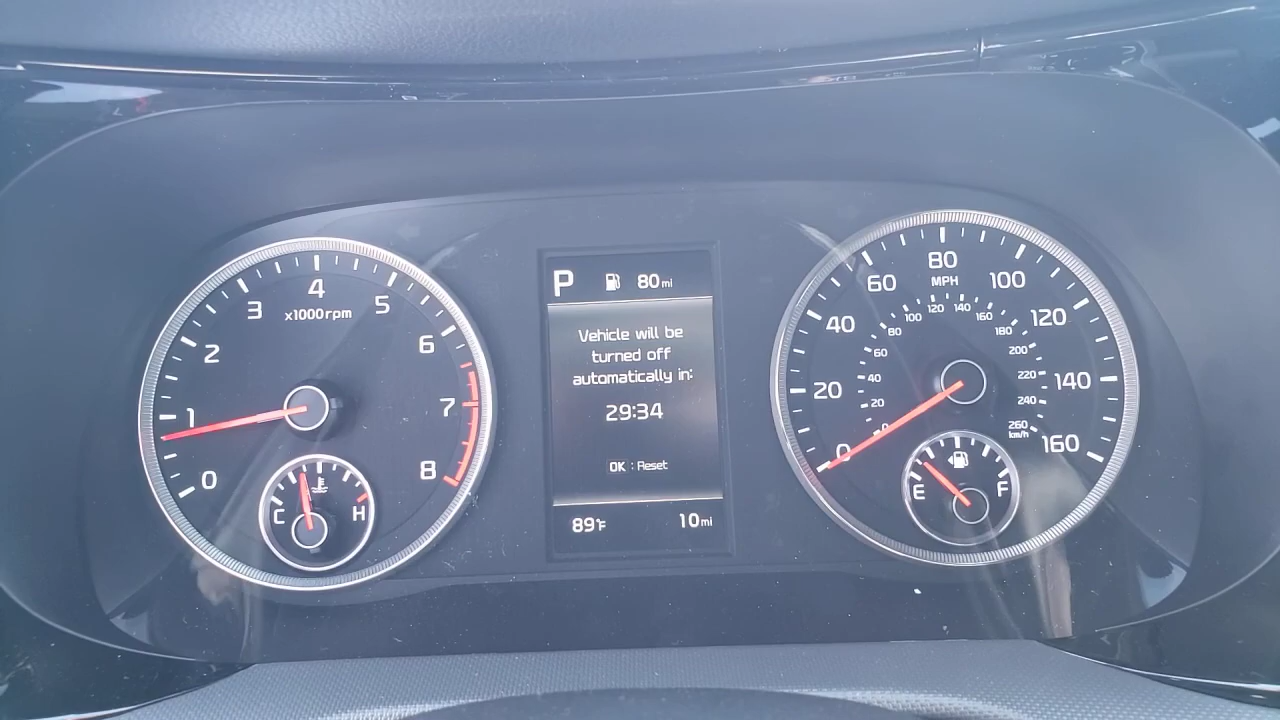 0
1
2
3
4
5
6
7
8
x1000rpm
C
H
P
80mi
Vehicle will be
turned off
automatically in:
29:34
OK : Reset
89°F
10mi
0
20
40
60
80
100
120
140
160
MPH
0
20
40
60
80
100
120
140
160
180
200
220
240
260
km/h
E
F